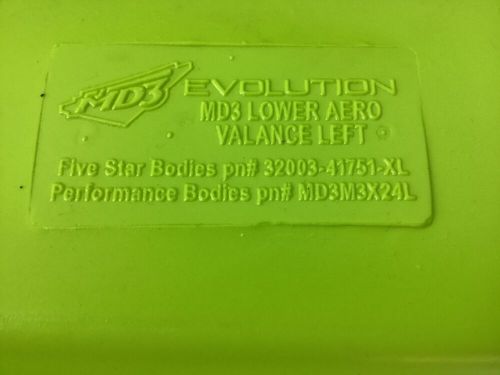 MD3 EVOLUTION
MD3 LOWER AERO
VALANCE LEFT
Five Star Bodies pn# 32003-41751-XL
Performance Bodies pn# MD3M3X24L